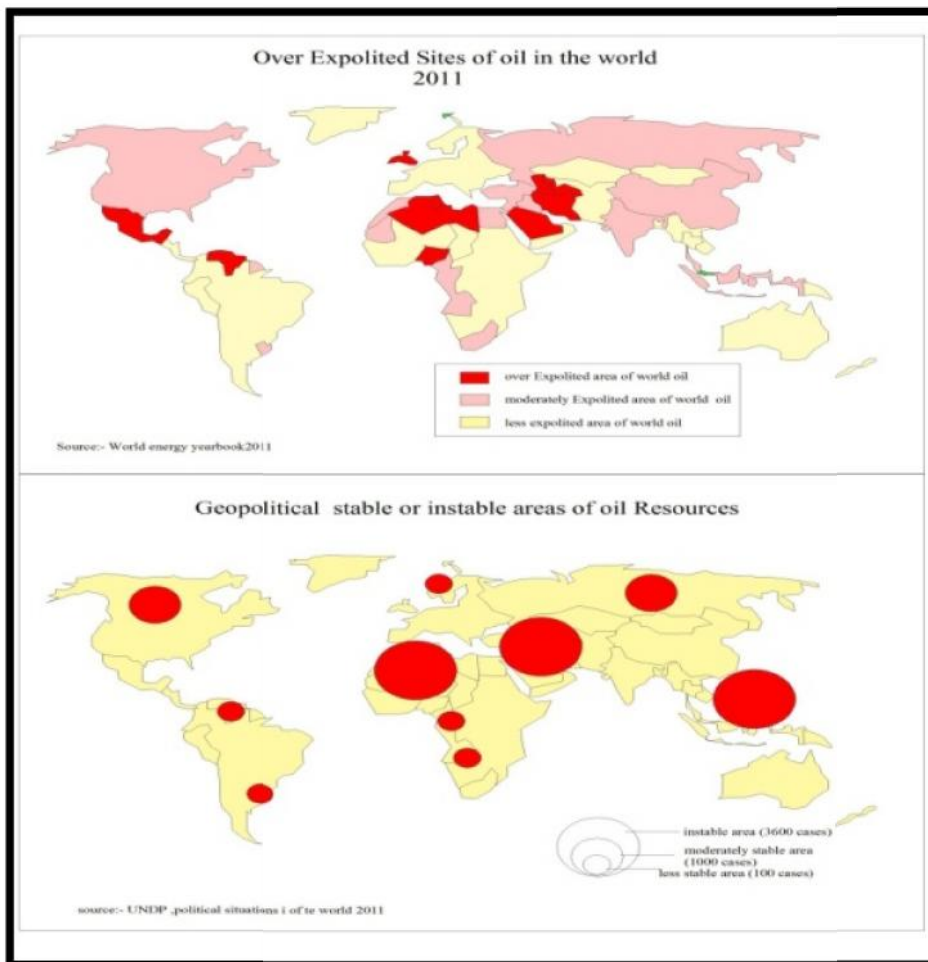 Over Expolited Sites of oil in the world
2011
over Expolited area of world oil
moderately Expolited area of world oil
less expolited area of world oil
Source:- World energy yearbook2011
Geopolitical stable or instable areas of oil Resources
instable area (3600 cases)
moderately stable area
(1000 cases)
less stable area (100 cases)
source:- UNDP ,political situations i of te world 2011